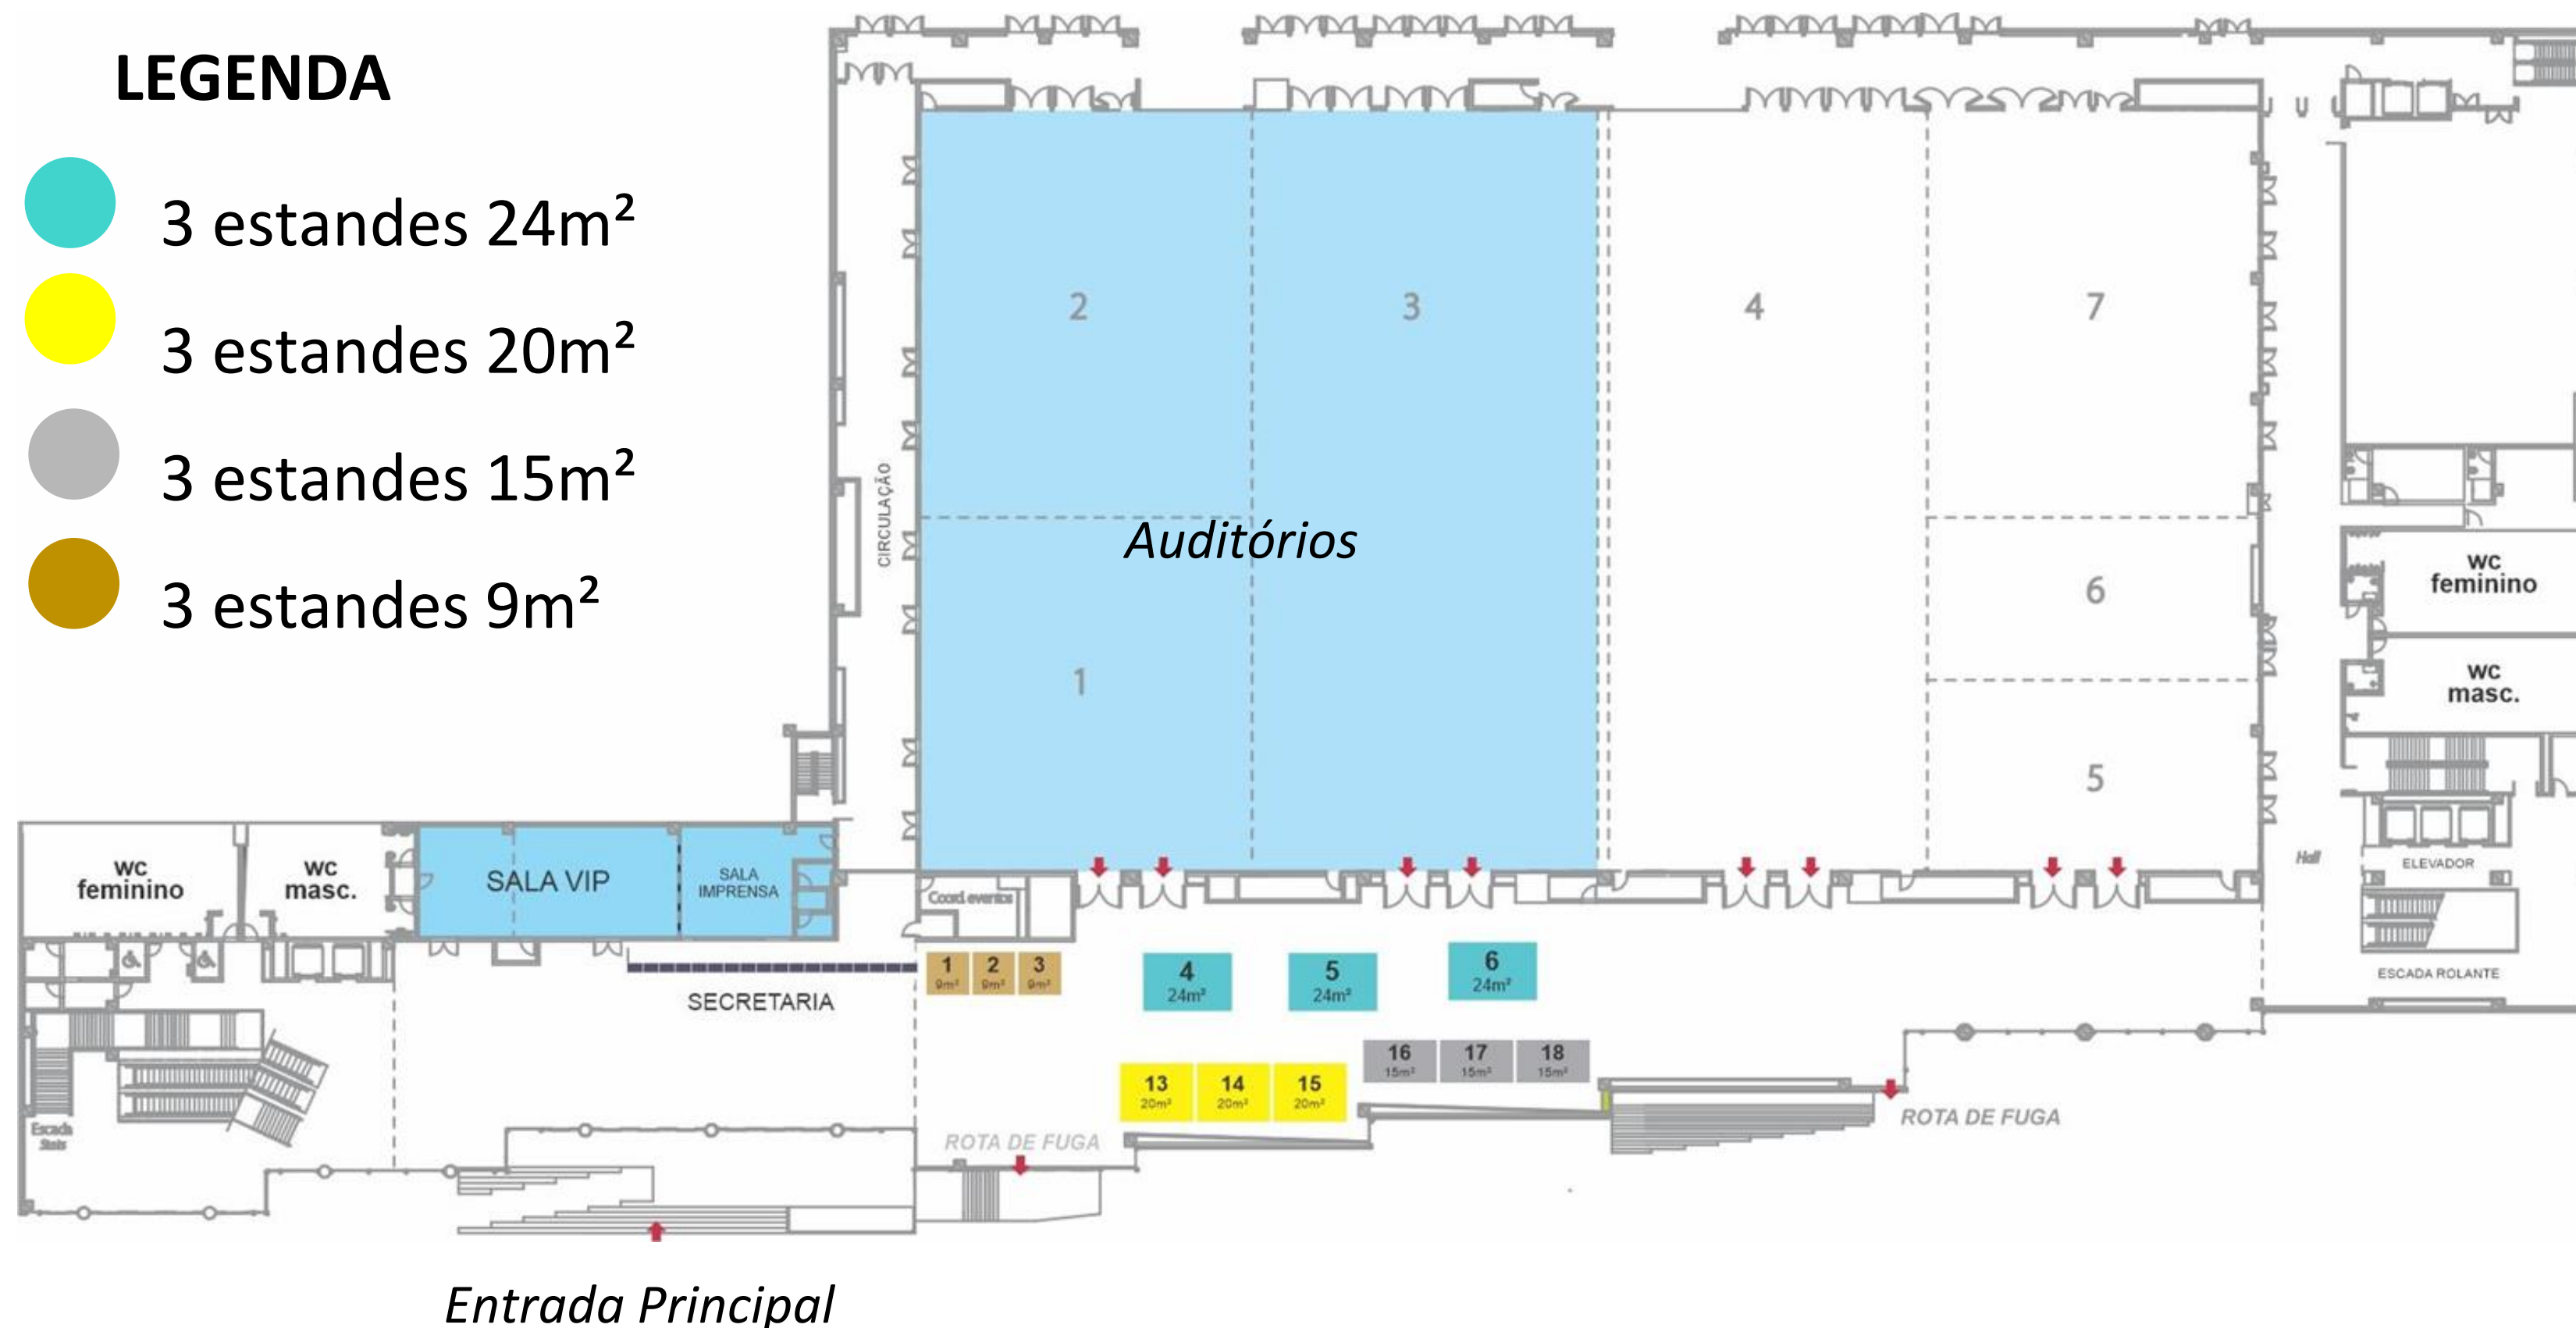 LEGENDA
3 estandes 24m²
3 estandes 20m²
3 estandes 15m²
3 estandes 9m²
2
3
4
7
CIRCULAÇÃO
Auditórios
6
1
5
wc
feminino
wc
masc.
wc
feminino
wc
masc.
SALA VIP
SALA
IMPRENSA
Coord.eventos
Hall
ELEVADOR
ESCADA ROLANTE
SECRETARIA
1
9m²
2
9m²
3
9m²
4
24m²
5
24m²
6
24m²
13
20m²
14
20m²
15
20m²
16
15m²
17
15m²
18
15m²
Escada
ROTA DE FUGA
ROTA DE FUGA
Entrada Principal